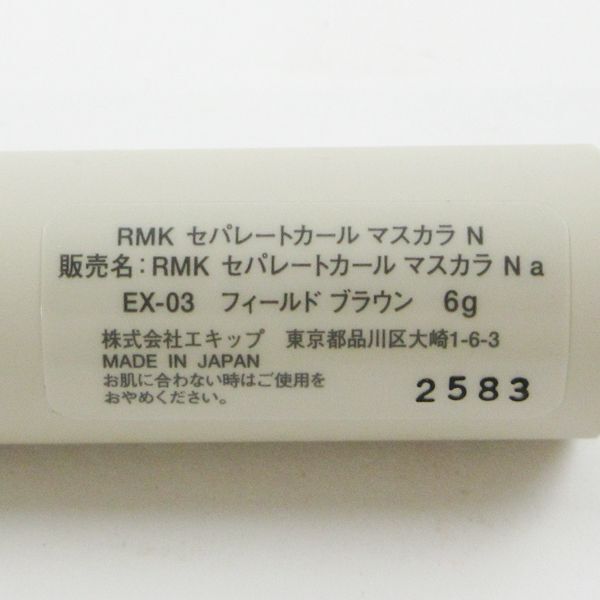 RMK セパレートカール マスカラ N
販売名：RMK セパレートカール マスカラ N a
EX-03 フィールド ブラウン 6g
株式会社エキップ 東京都品川区大崎1-6-3
MADE IN JAPAN
お肌に合わない時はご使用を
おやめください。
2583